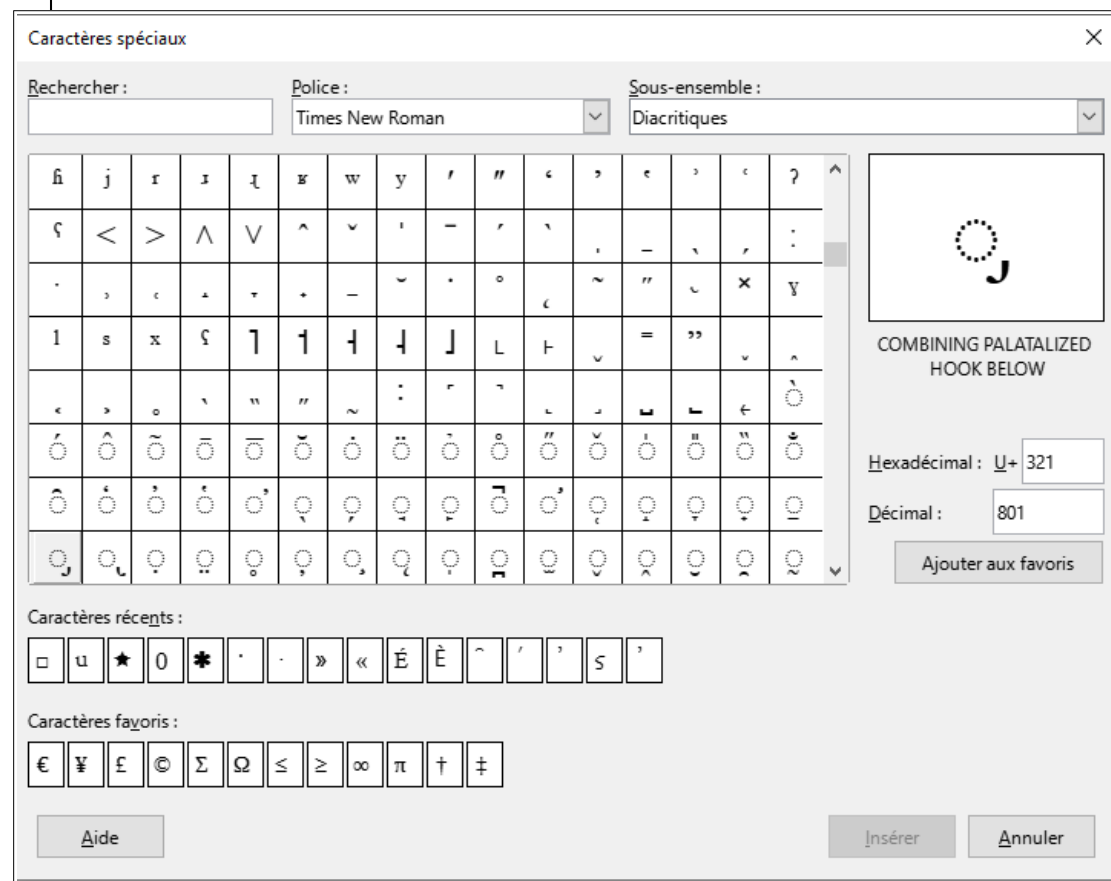 Caractères spéciaux
Rechercher :
Police :
Sous-ensemble :
Times New Roman
Diacritiques
ɦ j r ɹ ɻ ʁ w y ʹ ʺ ʻ ʼ ʽ ʾ ʿ ˀ
ˁ ˂ ˃ ˄ ˅ ˆ ˇ ˈ ˉ ˊ ˋ ˌ ˍ ˎ ˏ ː
ˑ ˒ ˓ ˔ ˕ ˖ ˗ ˘ ˙ ˚ ˛ ˜ ˝ ˞ ˟ ˠ
l s x ˤ ˥ ˦ ˧ ˨ ˩ ˪ ˫ ˬ ˭ ˮ ˯ ˰
˱ ˲ ˳ ˴ ˵ ˶ ˷ ˸ ˹ ˺ ˻ ˼ ˽ ˾ ˿ ◌̀
◌́ ◌̂ ◌̃ ◌̄ ◌̅ ◌̆ ◌̇ ◌̈ ◌̉ ◌̊ ◌̋ ◌̌ ◌̍ ◌̎ ◌̏ ◌̐
◌̑ ◌̒ ◌̓ ◌̔ ◌̕ ◌̖ ◌̗ ◌̘ ◌̙ ◌̚ ◌̛ ◌̜ ◌̝ ◌̞ ◌̟ ◌̠
◌̡ ◌̢ ◌̣ ◌̤ ◌̥ ◌̦ ◌̧ ◌̨ ◌̩ ◌̪ ◌̫ ◌̬ ◌̭ ◌̮ ◌̯ ◌̰
◌̡
COMBINING PALATALIZED
HOOK BELOW
Hexadécimal : U+ 321
Décimal : 801
Ajouter aux favoris
Caractères récents :
□ u ★ 0 ✱ · · » « É È ˆ ʹ ʼ ς ʼ
Caractères favoris :
€ ¥ £ © Σ Ω ≤ ≥ ∞ π † ‡
Aide
Insérer
Annuler